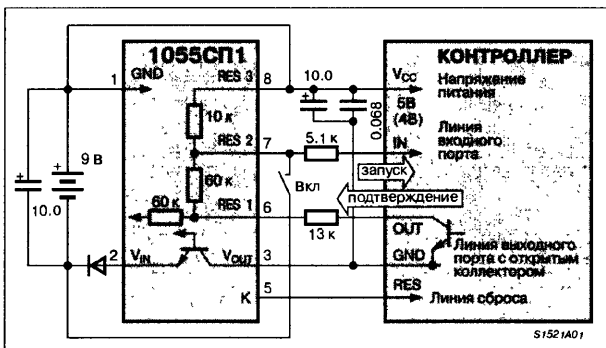 1055СП1
КОНТРОЛЛЕР
1
GND
RES 3
8
10.0
+
VCC
Напряжение
питания
5В
(4В)
0.068
10 к
RES 2
7
5.1 к
IN
Линия
входного
порта
запуск
+
9 В
+
10.0
60 к
Вкл
подтверждение
60 к
RES 1
6
13 к
OUT
2
VIN
VOUT
3
GND
Линия выходного
порта с открытым
коллектором
К
5
RES
Линия сброса
S1521A01